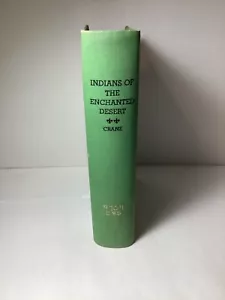 INDIANS OF
THE
ENCHANTED
DESERT
CRANE